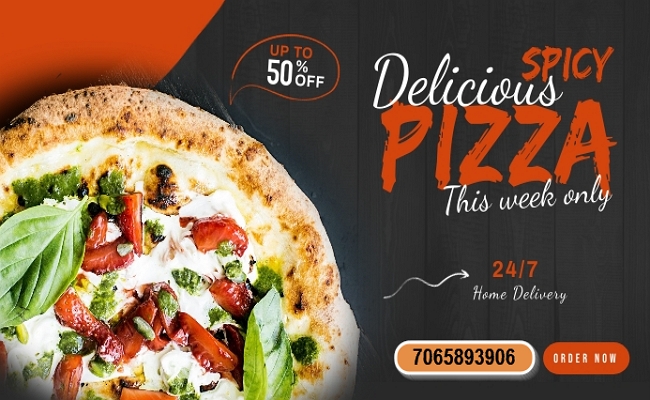 UP TO
50% OFF
SPICY
Delicious
PIZZA
This week only
24/7
Home Delivery
7065893906
ORDER NOW